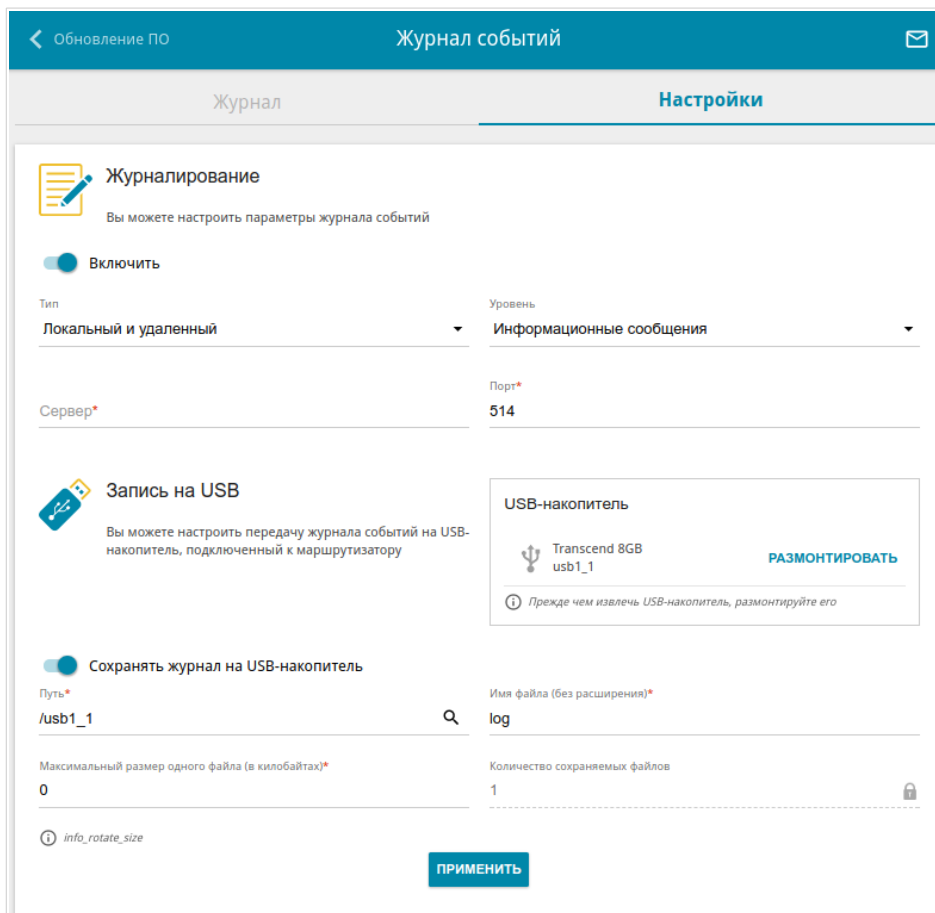 Обновление ПО
Журнал событий
Журнал
Настройки
Журналирование
Вы можете настроить параметры журнала событий
Включить
Тип
Уровень
Локальный и удаленный
Информационные сообщения
Сервер*
Порт*
514
Запись на USB
Вы можете настроить передачу журнала событий на USB-
накопитель, подключенный к маршрутизатору
USB-накопитель
Transcend 8GB
usb1_1
РАЗМОНТИРОВАТЬ
Прежде чем извлечь USB-накопитель, размонтируйте его
Сохранять журнал на USB-накопитель
Путь*
Имя файла (без расширения)*
/usb1_1
log
Максимальный размер одного файла (в килобайтах)*
Количество сохраняемых файлов
0
1
info_rotate_size
ПРИМЕНИТЬ